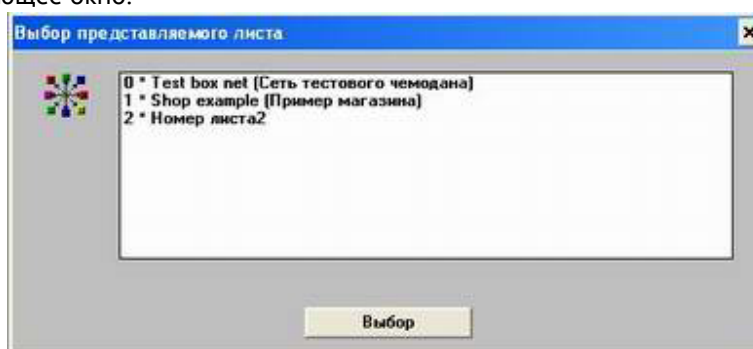 окно.
Выбор представляемого листа
0 * Test box net (Сеть тестового чемодана)
1 * Shop example (Пример магазина)
2 * Номер листа2
Выбор